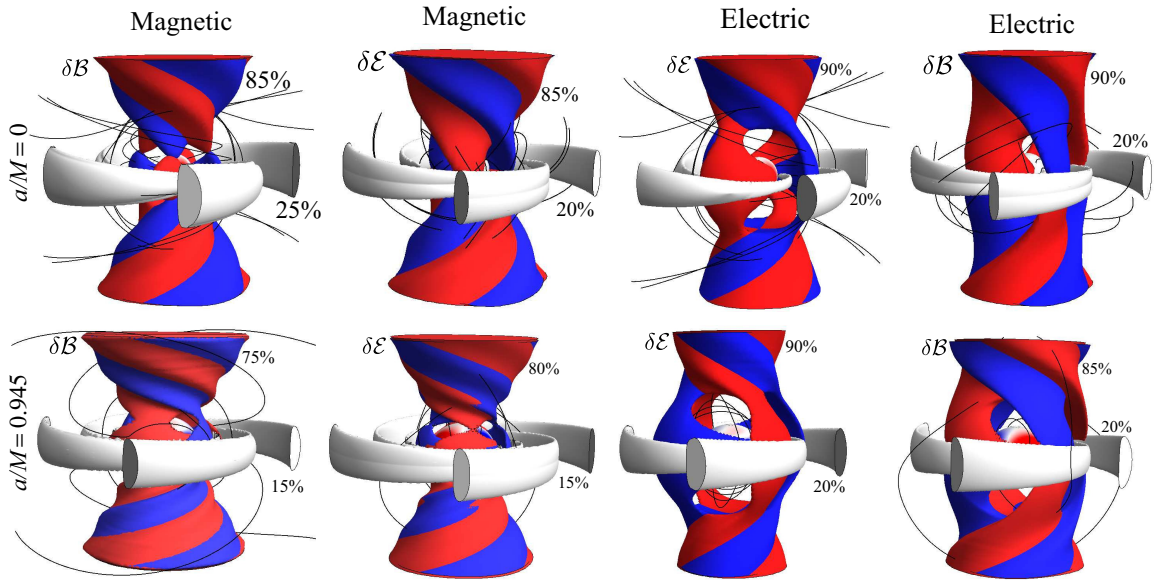 Magnetic
Magnetic
Electric
Electric
a/M = 0
δB
85%
25%
δE
85%
20%
δE
90%
20%
δB
90%
20%
a/M = 0.945
δB
75%
15%
δE
80%
15%
δE
90%
20%
δB
85%
20%